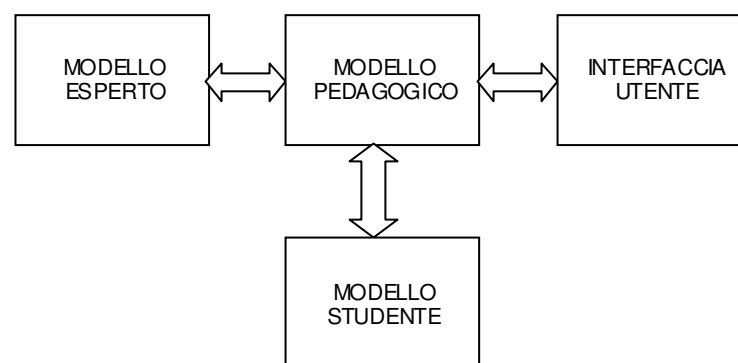 MODELLO
ESPERTO
MODELLO
PEDAGOGICO
INTERFACCIA
UTENTE
MODELLO
STUDENTE